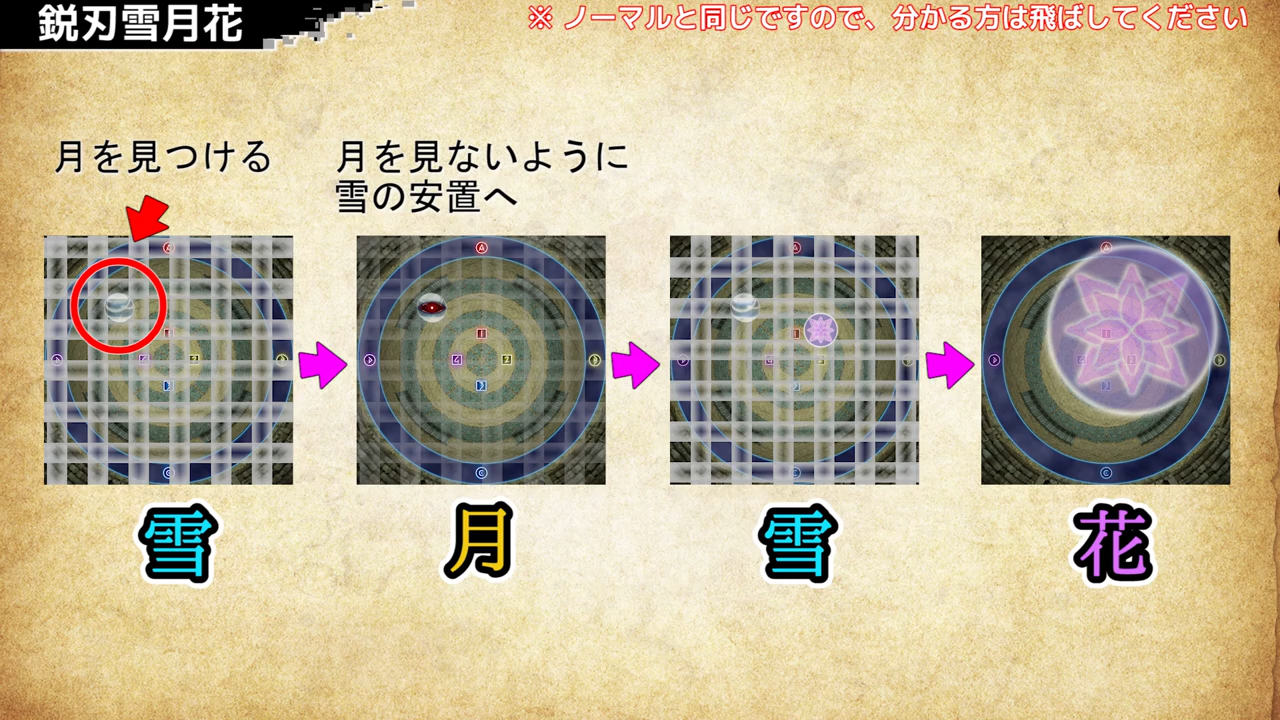 鋭刃雪月花
※ ノーマルと同じですので、分かる方は飛ばしてください
月を見つける
月を見ないように
雪の安置へ
雪
月
雪
花